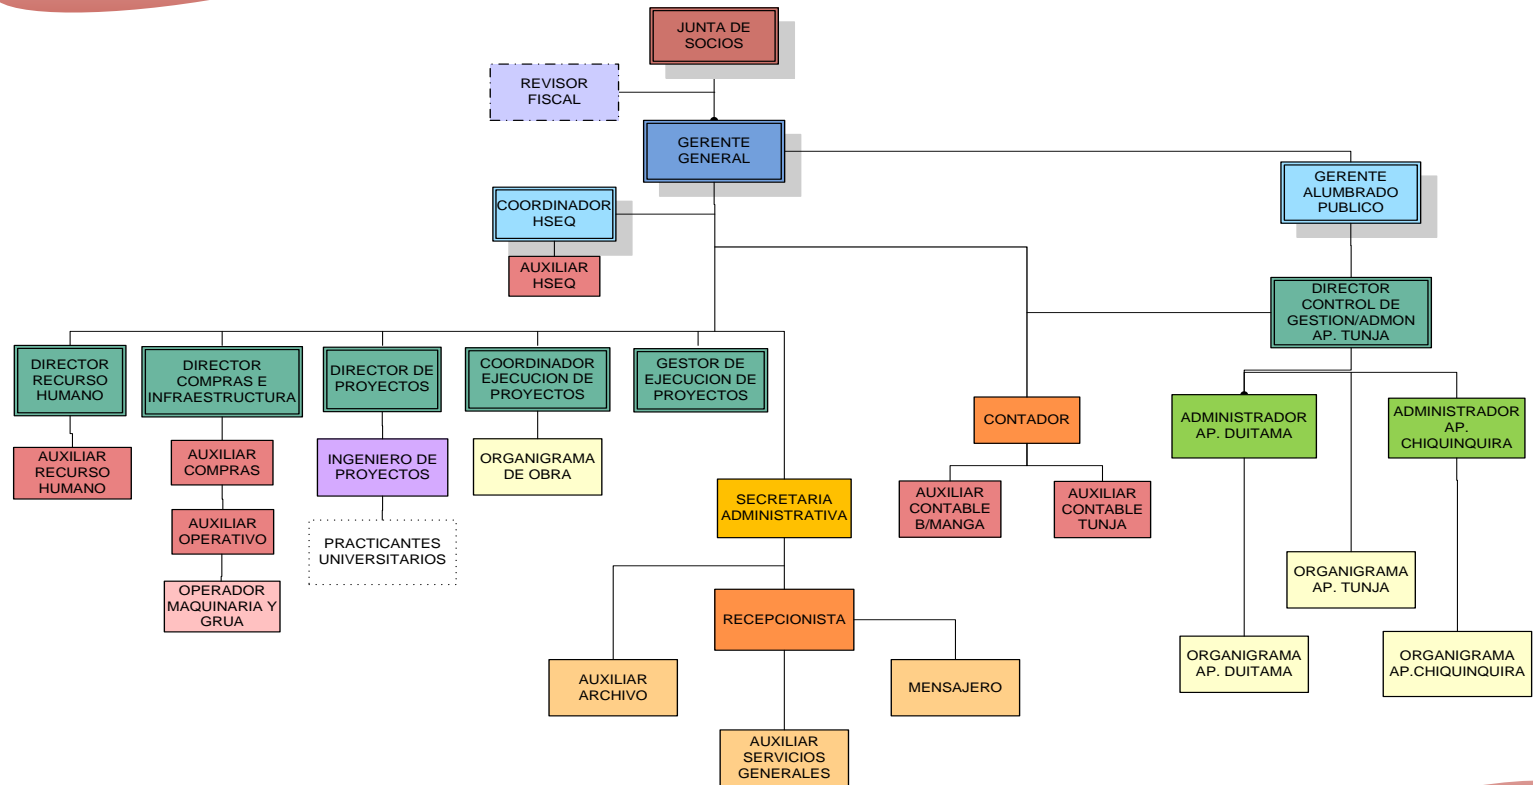 JUNTA DE
SOCIOS
REVISOR
FISCAL
GERENTE
GENERAL
GERENTE
ALUMBRADO
PUBLICO
COORDINADOR
HSEQ
AUXILIAR
HSEQ
DIRECTOR
CONTROL DE
GESTION/ADMON
AP. TUNJA
DIRECTOR
RECURSO
HUMANO
DIRECTOR
COMPRAS E
INFRAESTRUCTURA
DIRECTOR DE
PROYECTOS
COORDINADOR
EJECUCION DE
PROYECTOS
GESTOR DE
EJECUCION DE
PROYECTOS
CONTADOR
ADMINISTRADOR
AP. DUITAMA
ADMINISTRADOR
AP.
CHIQUINQUIRA
AUXILIAR
RECURSO
HUMANO
AUXILIAR
COMPRAS
INGENIERO DE
PROYECTOS
ORGANIGRAMA
DE OBRA
SECRETARIA
ADMINISTRATIVA
AUXILIAR
CONTABLE
B/MANGA
AUXILIAR
CONTABLE
TUNJA
AUXILIAR
OPERATIVO
PRACTICANTES
UNIVERSITARIOS
OPERADOR
MAQUINARIA Y
GRUA
ORGANIGRAMA
AP. TUNJA
RECEPCIONISTA
ORGANIGRAMA
AP. DUITAMA
ORGANIGRAMA
AP.CHIQUINQUIRA
AUXILIAR
ARCHIVO
MENSAJERO
AUXILIAR
SERVICIOS
GENERALES